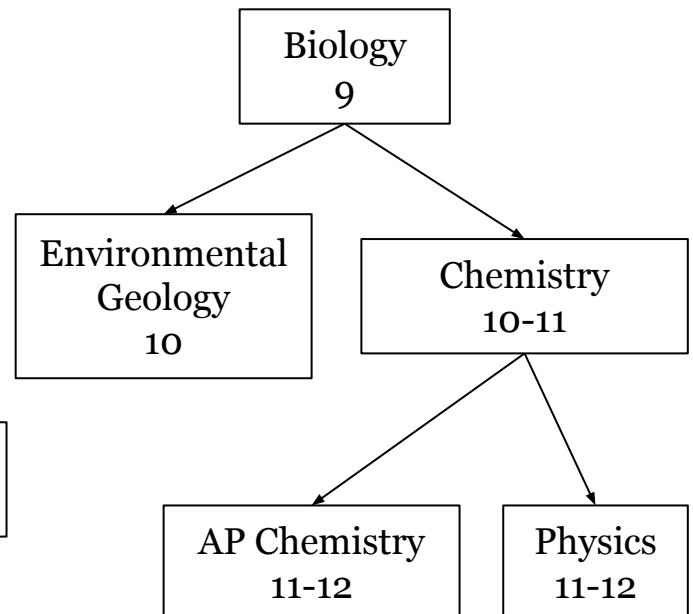 Biology
9
Environmental
Geology
10
Chemistry
10-11
AP Chemistry
11-12
Physics
11-12